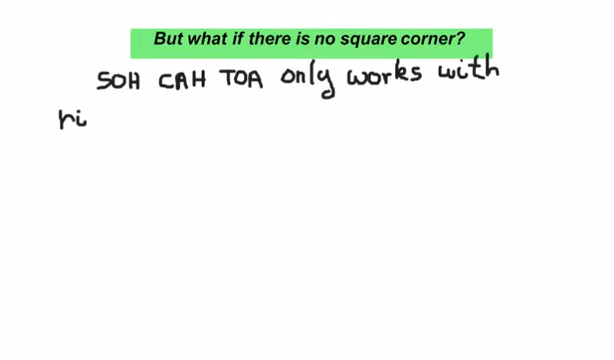 But what if there is no square corner?
SOH CAH TOA only works with
ri